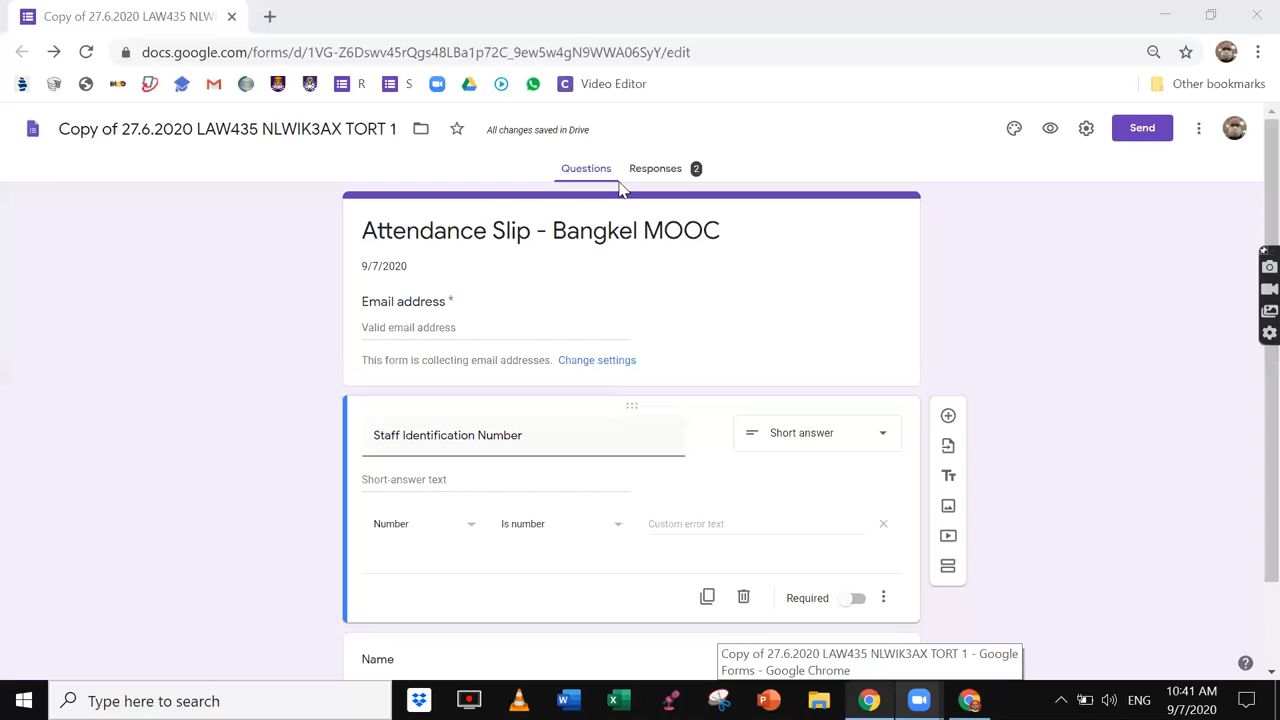 Copy of 27.6.2020 LAW435 NLWI
docs.google.com/forms/d/1VG-Z6Dswv45rQgs48LBa1p72C_9ew5w4gN9WWA06SyY/edit
R
S
C
Video Editor
Other bookmarks
Copy of 27.6.2020 LAW435 NLWIK3AX TORT 1
All changes saved in Drive
Send
Questions
Responses 2
Attendance Slip - Bangkel MOOC
9/7/2020
Email address *
Valid email address
This form is collecting email addresses. Change settings
Staff Identification Number
Short answer
Short-answer text
Number
Is number
Custom error text
Required
Name
Copy of 27.6.2020 LAW435 NLWIK3AX TORT 1 - Google
Forms - Google Chrome
Type here to search
ENG
10:41 AM
9/7/2020